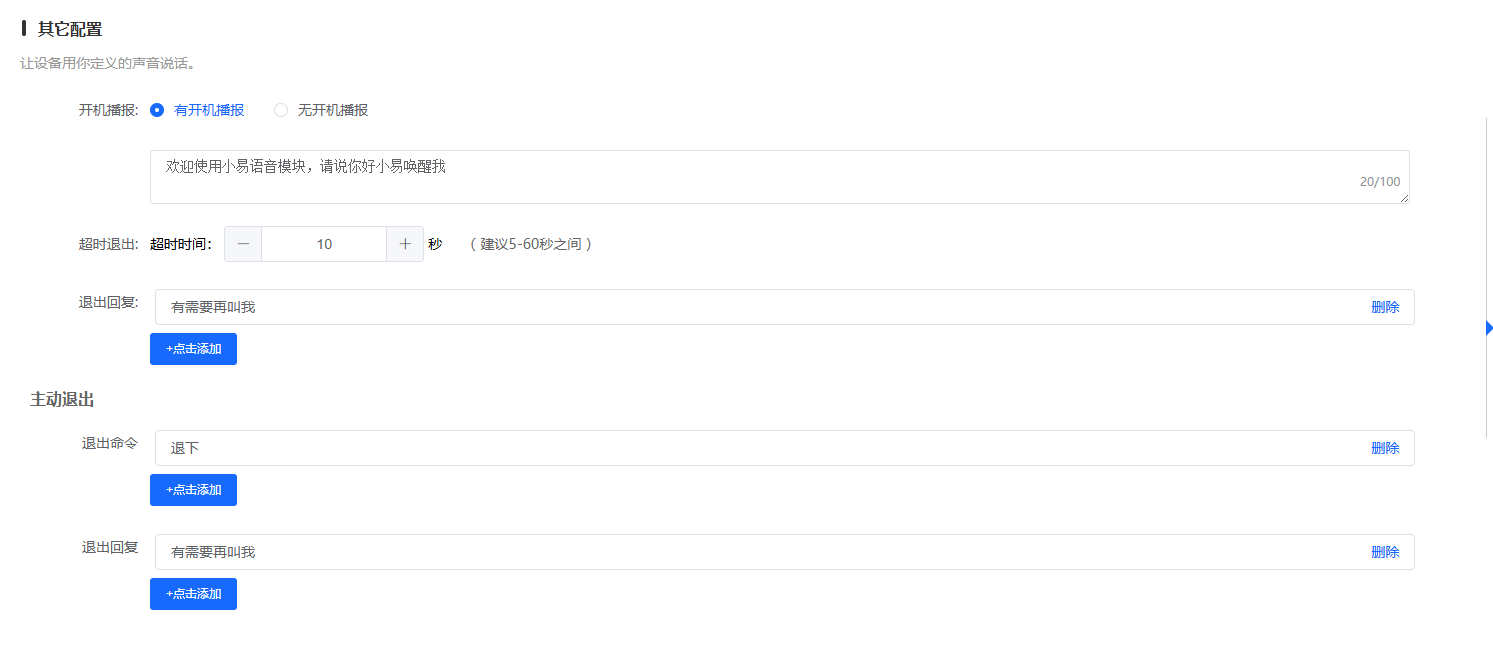 其它配置
让设备用你定义的声音说话。
开机播报: 有开机播报 无开机播报
欢迎使用小易语音模块，请说你好小易唤醒我
20/100
超时退出: 超时时间： 10 秒 （ 建议5-60秒之间 ）
退出回复: 有需要再叫我 删除
+点击添加
主动退出
退出命令 退下 删除
+点击添加
退出回复 有需要再叫我 删除
+点击添加